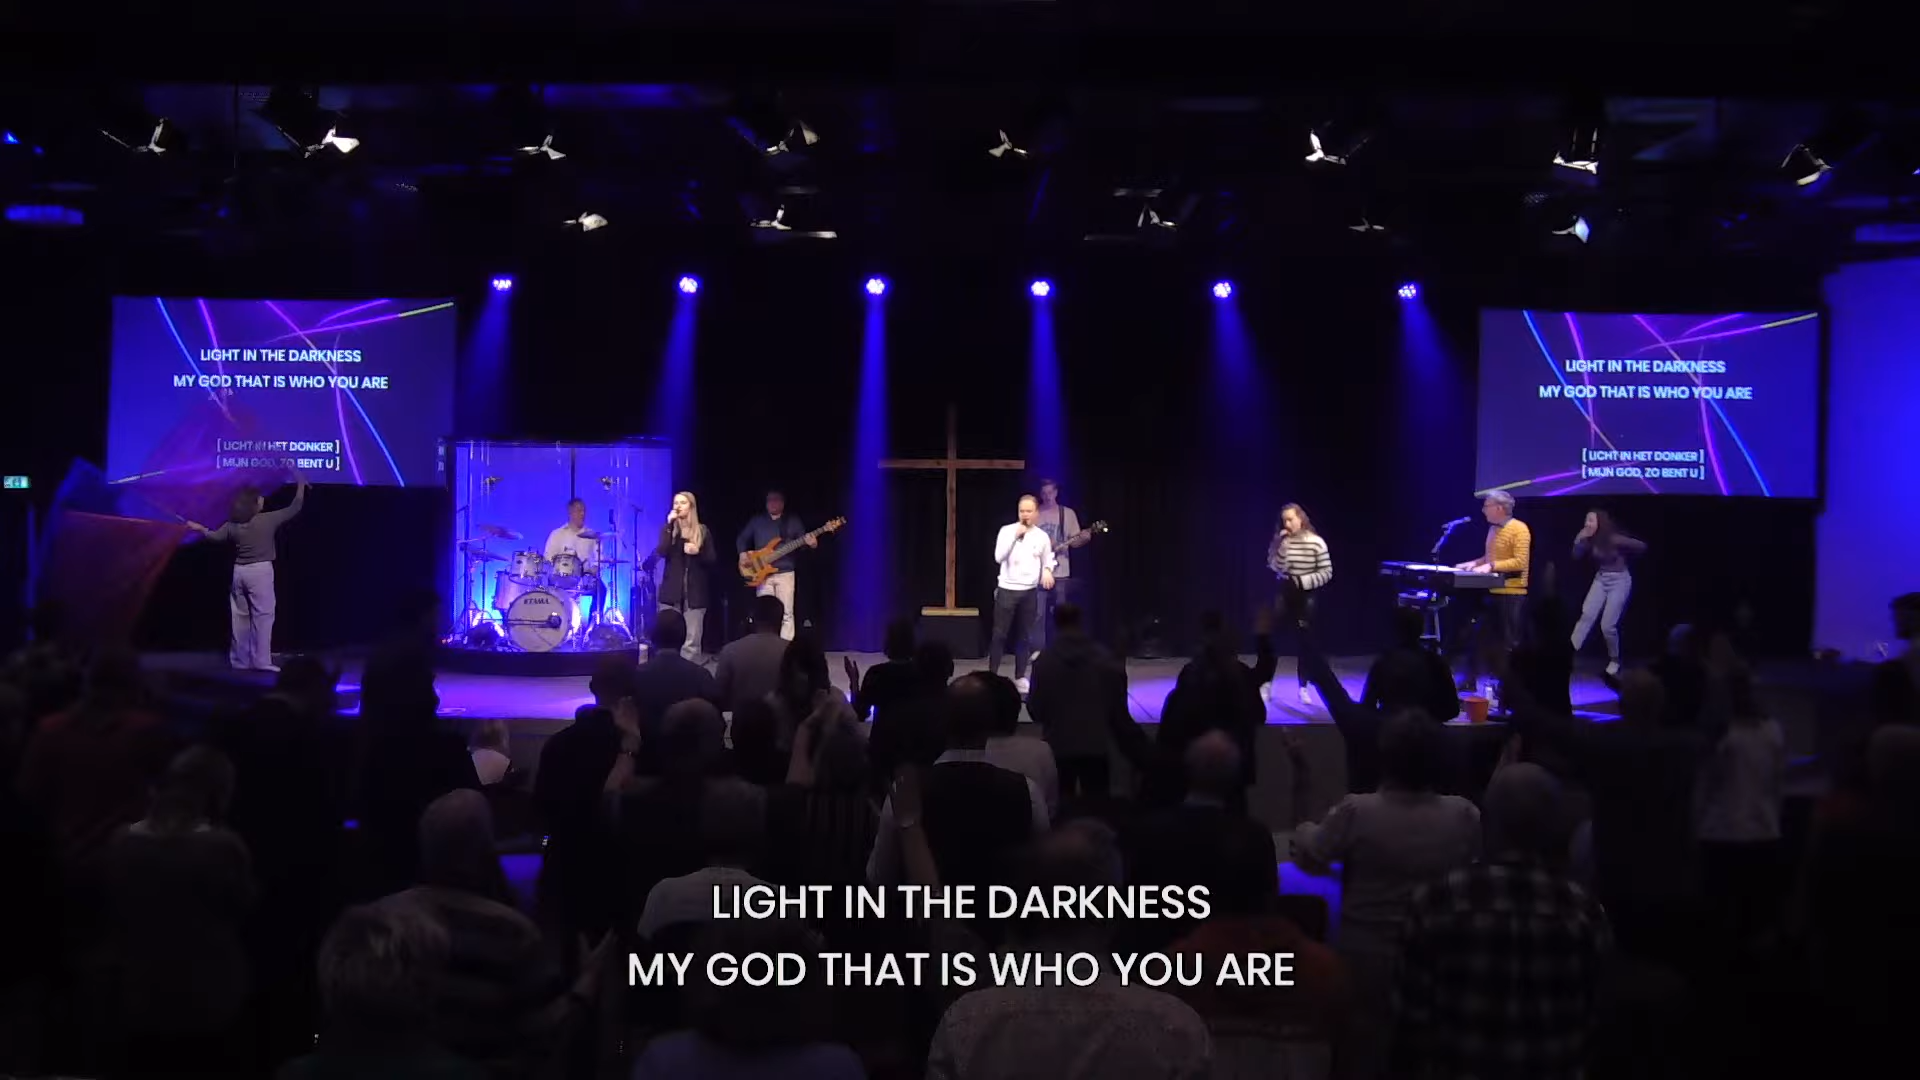 LIGHT IN THE DARKNESS
MY GOD THAT IS WHO YOU ARE
[ LICHT IN HET DONKER ]
[ MIJN GOD, ZO BENT U ]
LIGHT IN THE DARKNESS
MY GOD THAT IS WHO YOU ARE
[ LICHT IN HET DONKER ]
[ MIJN GOD, ZO BENT U ]
TAMA
LIGHT IN THE DARKNESS
MY GOD THAT IS WHO YOU ARE